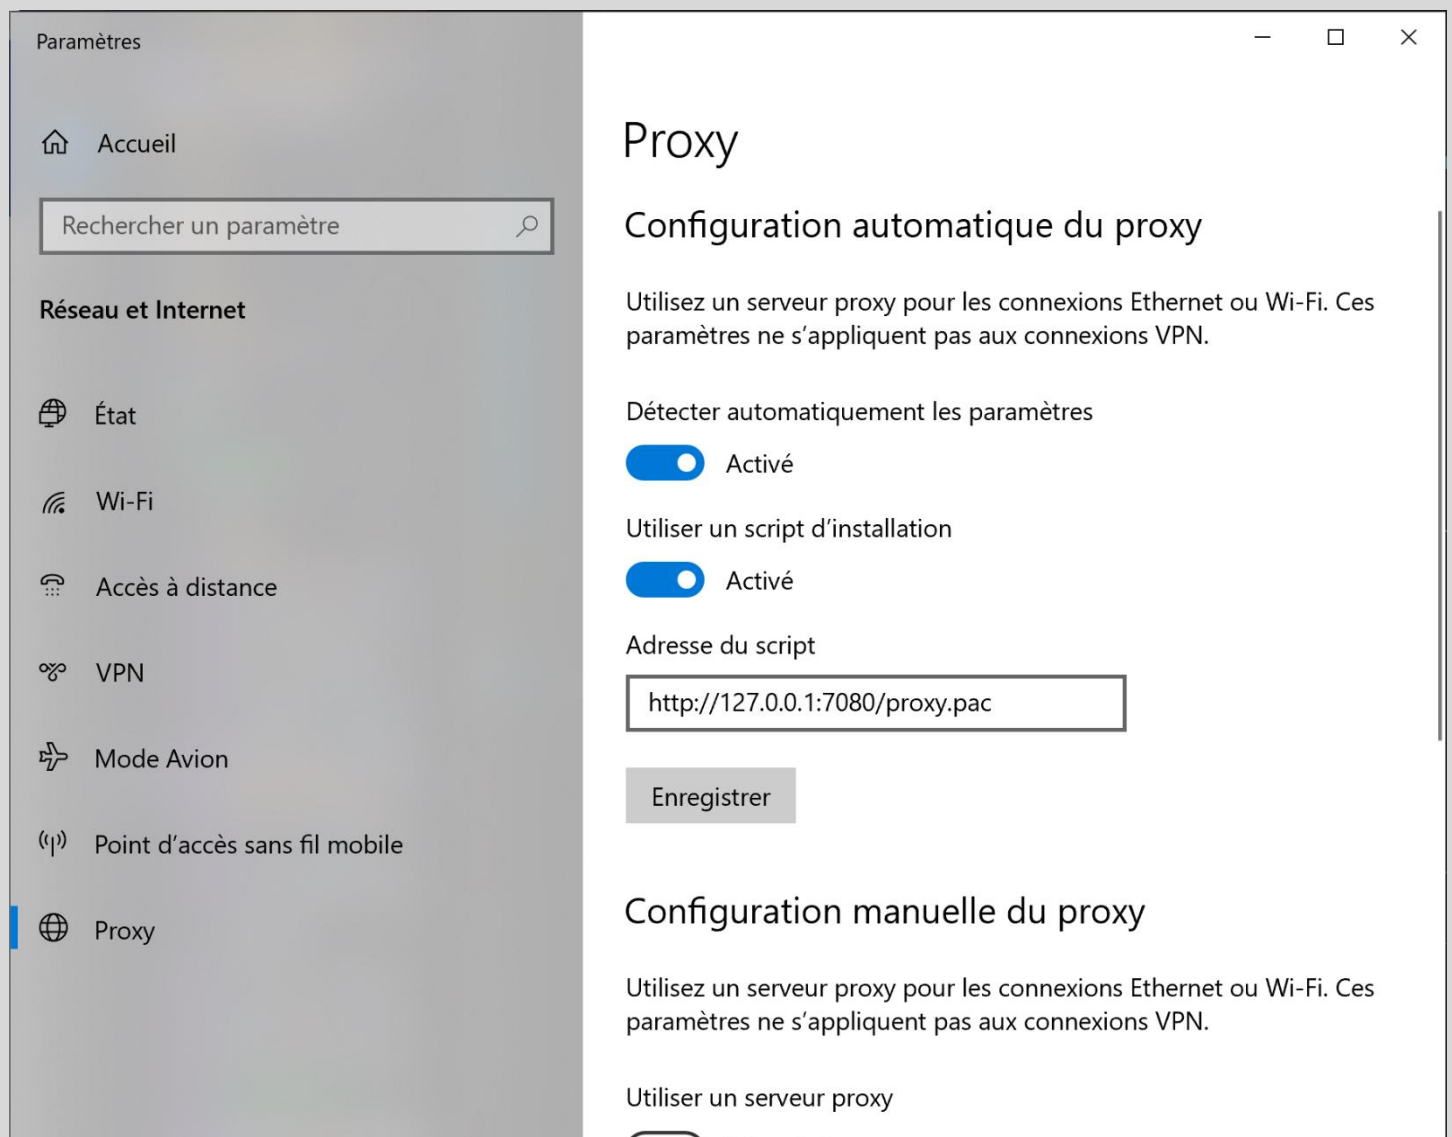 Paramètres
Accueil
Rechercher un paramètre
Réseau et Internet
État
Wi-Fi
Accès à distance
VPN
Mode Avion
Point d’accès sans fil mobile
Proxy
Proxy
Configuration automatique du proxy
Utilisez un serveur proxy pour les connexions Ethernet ou Wi-Fi. Ces
paramètres ne s’appliquent pas aux connexions VPN.
Détecter automatiquement les paramètres
Activé
Utiliser un script d’installation
Activé
Adresse du script
http://127.0.0.1:7080/proxy.pac
Enregistrer
Configuration manuelle du proxy
Utilisez un serveur proxy pour les connexions Ethernet ou Wi-Fi. Ces
paramètres ne s’appliquent pas aux connexions VPN.
Utiliser un serveur proxy